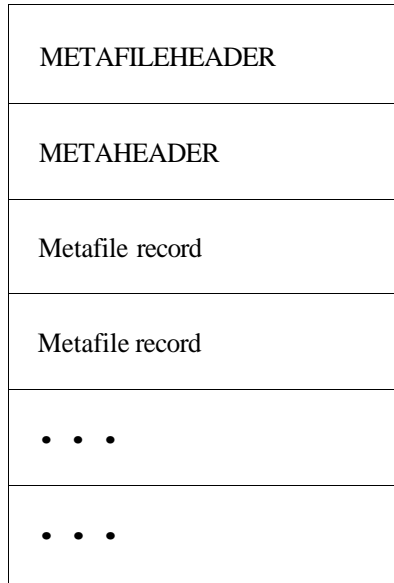 METAFILEHEADER
METAHEADER
Metafile record
Metafile record
• • •
• • •